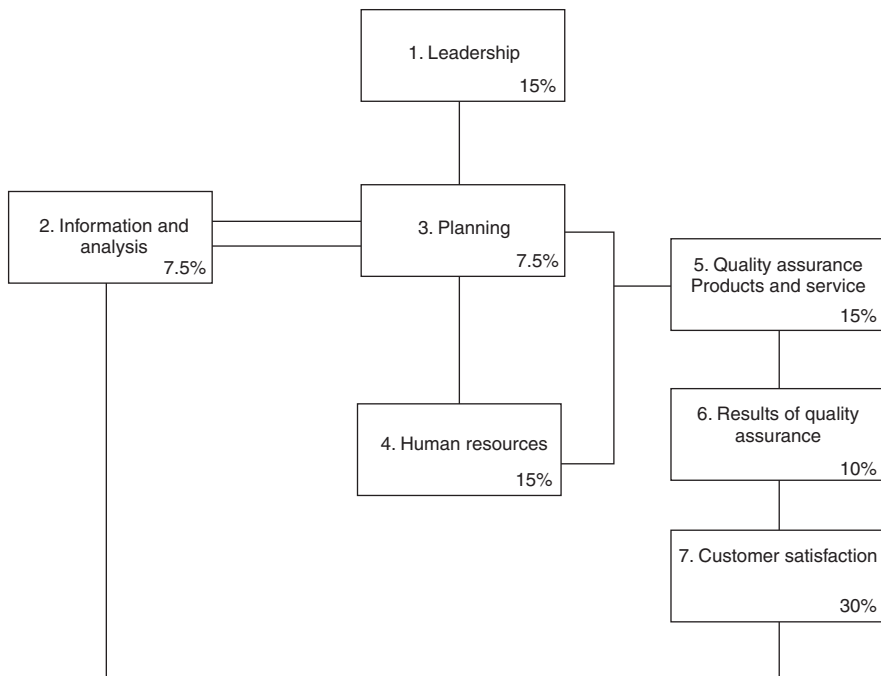 1. Leadership
15%
2. Information and
analysis
7.5%
3. Planning
7.5%
4. Human resources
15%
5. Quality assurance
Products and service
15%
6. Results of quality
assurance
10%
7. Customer satisfaction
30%